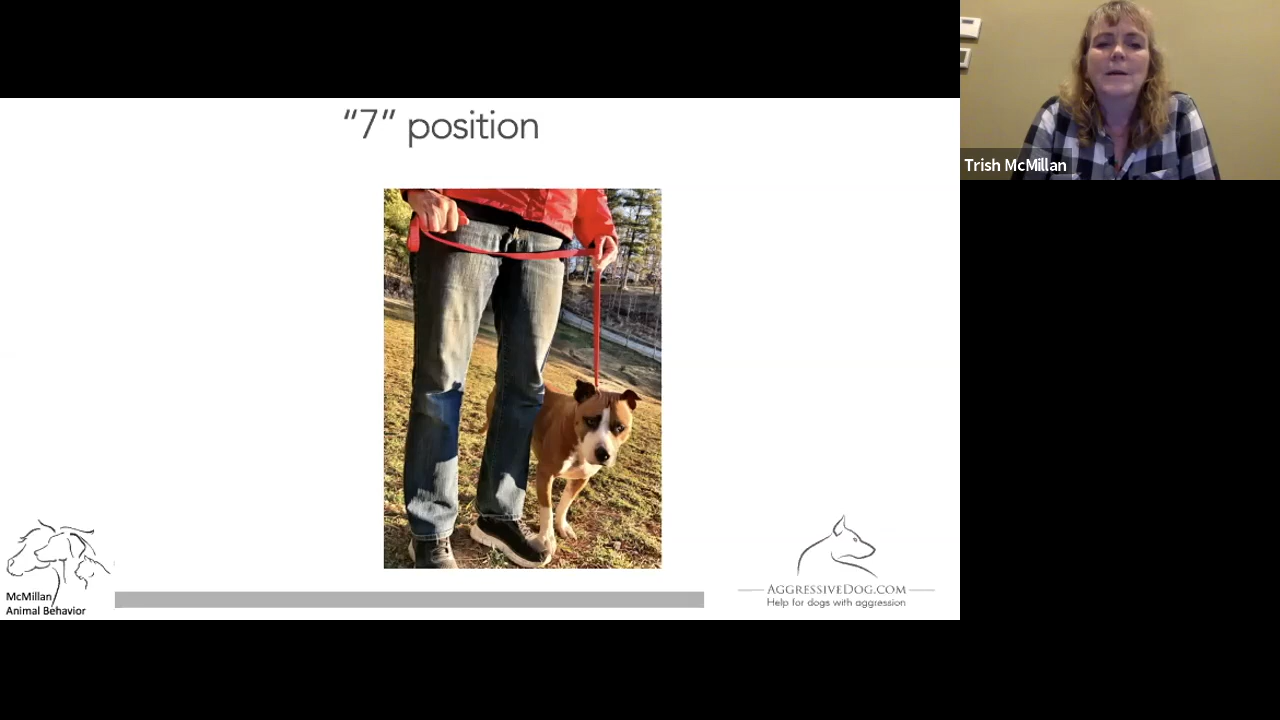 “7” position
Trish McMillan
McMillan
Animal Behavior
AGGRESSIVEDOG.COM
Help for dogs with aggression